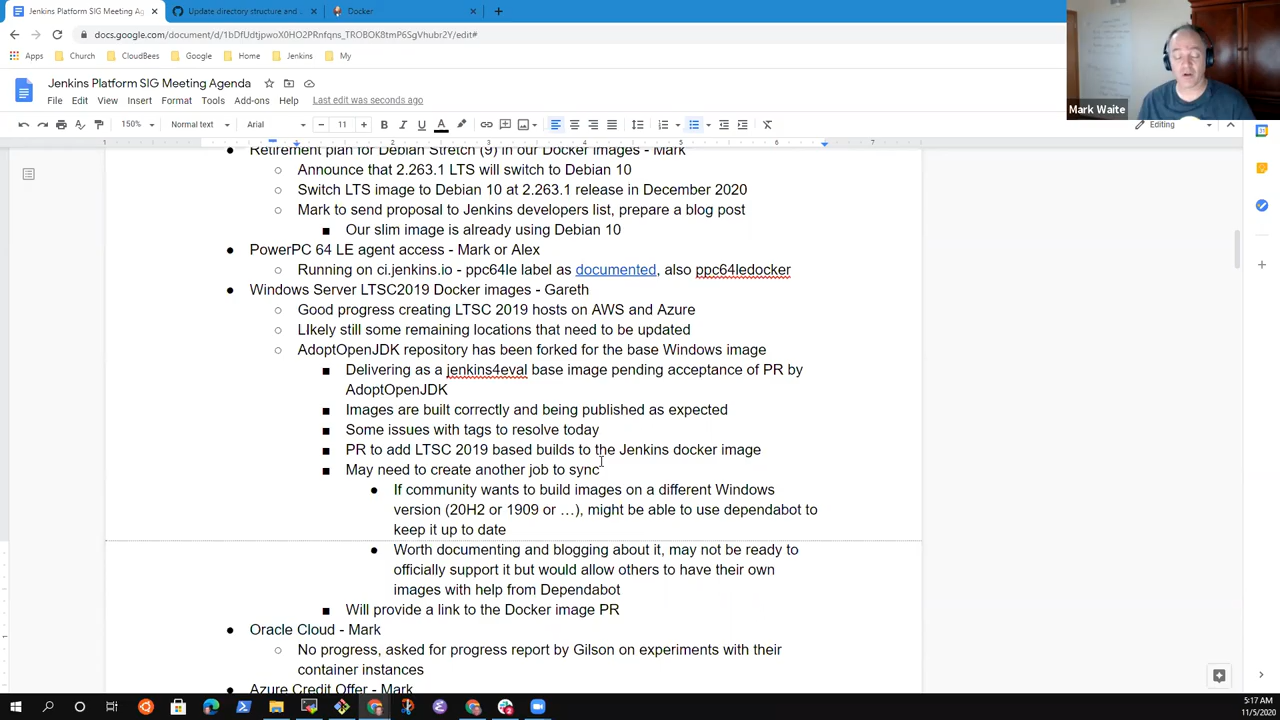 Jenkins Platform SIG Meeting Ag
Update directory structure and
Docker
docs.google.com/document/d/1bDfUdtjpwoX0HO2PRnfqns_TROBOK8tmP6SgVhubr2Y/edit#
Apps Church CloudBees Google Home Jenkins My
Jenkins Platform SIG Meeting Agenda
File Edit View Insert Format Tools Add-ons Help Last edit was seconds ago
150% Normal text Arial 11 Editing
Mark Waite
1 2 3 4 5 6 7
Retirement plan for Debian Stretch (9) in our Docker images - Mark
Announce that 2.263.1 LTS will switch to Debian 10
Switch LTS image to Debian 10 at 2.263.1 release in December 2020
Mark to send proposal to Jenkins developers list, prepare a blog post
Our slim image is already using Debian 10
PowerPC 64 LE agent access - Mark or Alex
Running on ci.jenkins.io - ppc64le label as documented, also ppc64ledocker
Windows Server LTSC2019 Docker images - Gareth
Good progress creating LTSC 2019 hosts on AWS and Azure
LIkely still some remaining locations that need to be updated
AdoptOpenJDK repository has been forked for the base Windows image
Delivering as a jenkins4eval base image pending acceptance of PR by
AdoptOpenJDK
Images are built correctly and being published as expected
Some issues with tags to resolve today
PR to add LTSC 2019 based builds to the Jenkins docker image
May need to create another job to sync
If community wants to build images on a different Windows
version (20H2 or 1909 or …), might be able to use dependabot to
keep it up to date
Worth documenting and blogging about it, may not be ready to
officially support it but would allow others to have their own
images with help from Dependabot
Will provide a link to the Docker image PR
Oracle Cloud - Mark
No progress, asked for progress report by Gilson on experiments with their
container instances
Azure Credit Offer - Mark
5:17 AM
11/5/2020